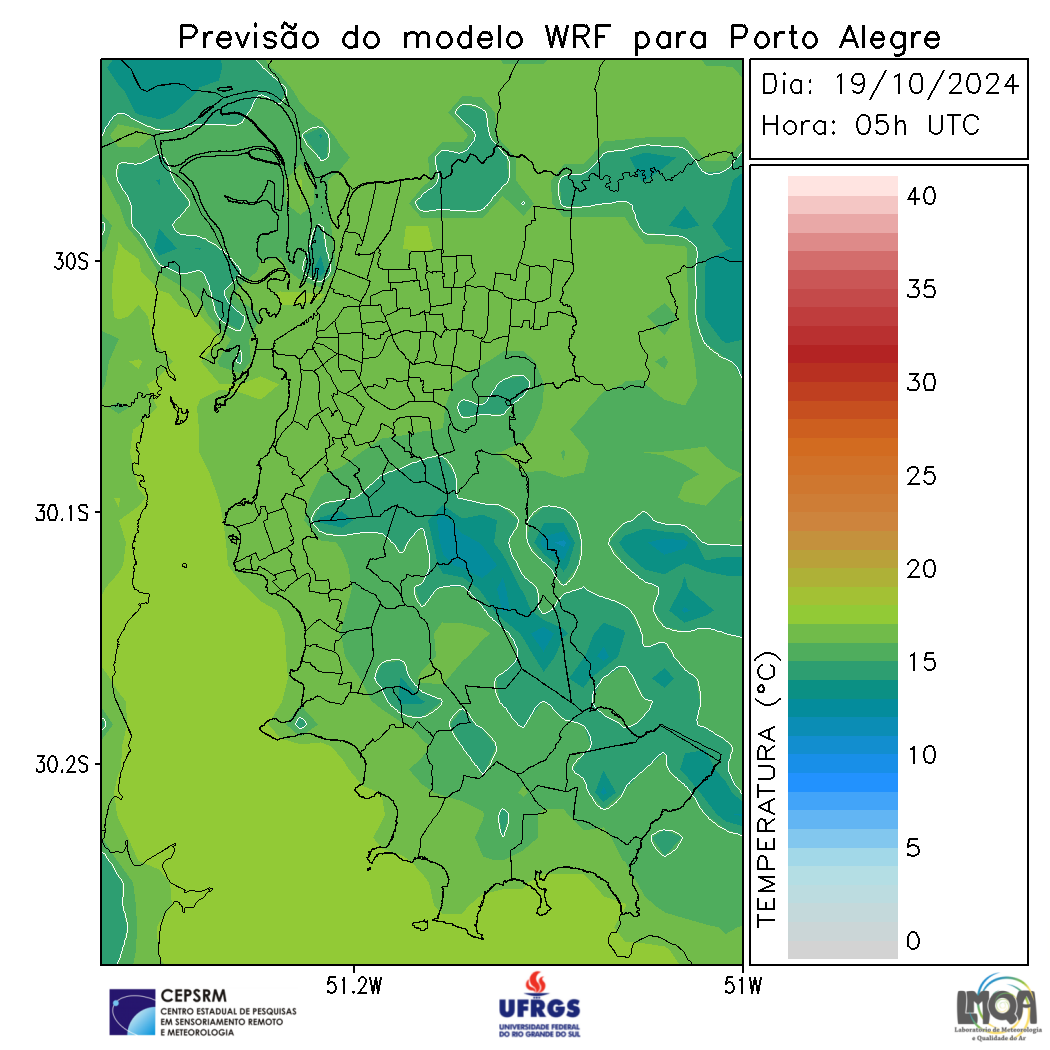 Previsão do modelo WRF para Porto Alegre
Dia: 19/10/2024
Hora: 05h UTC
40
35
30
25
20
15
10
5
0
TEMPERATURA (°C)
30S
30.1S
30.2S
51.2W
51W
CEPSRM
CENTRO ESTADUAL DE PESQUISAS
EM SENSORIAMENTO REMOTO
E METEOROLOGIA
UFRGS
UNIVERSIDADE FEDERAL
DO RIO GRANDE DO SUL
LMQA
Laboratório de Meteorologia
e Qualidade do Ar